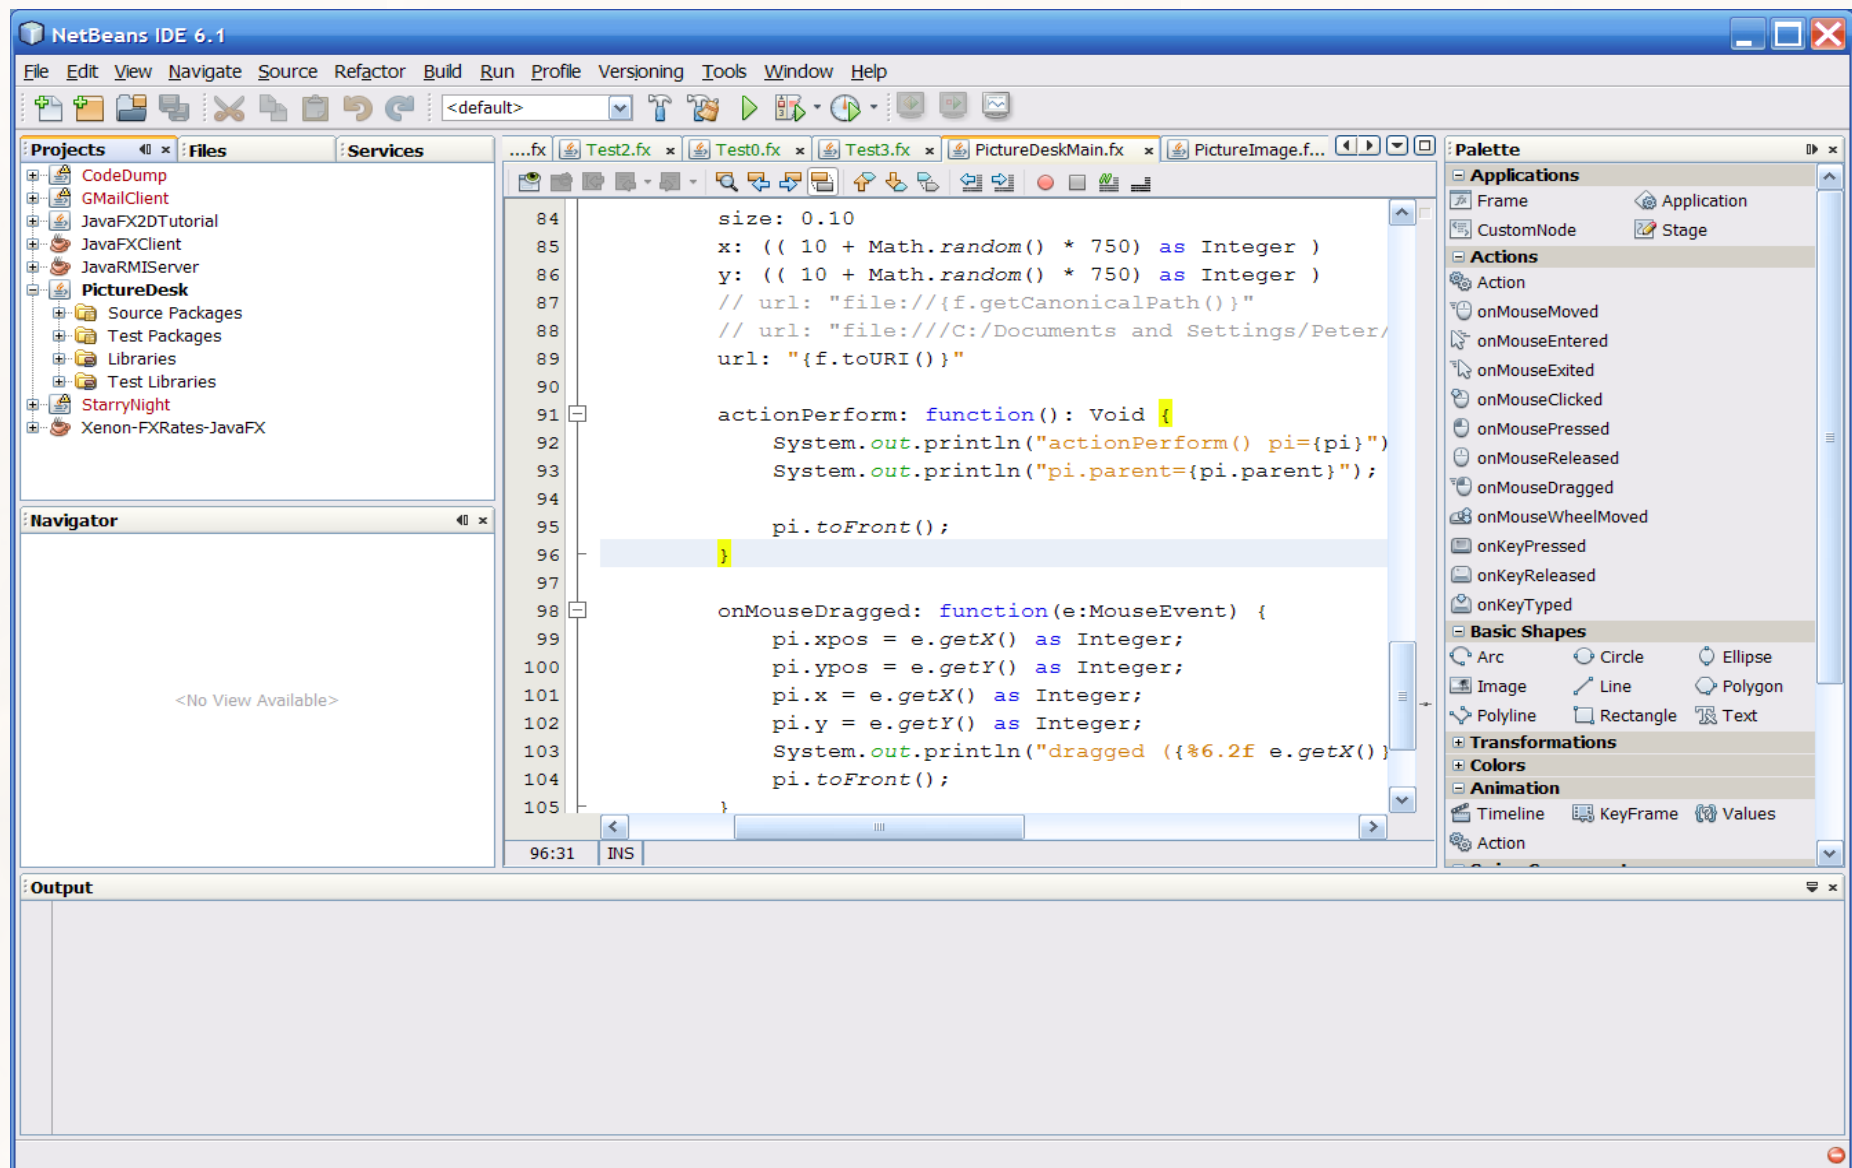 NetBeans IDE 6.1
File Edit View Navigate Source Refactor Build Run Profile Versioning Tools Window Help
<default>
Projects Files Services
CodeDump
GMailClient
JavaFX2DTutorial
JavaFXClient
JavaRMIServer
PictureDesk
Source Packages
Test Packages
Libraries
Test Libraries
StarryNight
Xenon-FXRates-JavaFX
Navigator
<No View Available>
....fx Test2.fx Test0.fx Test3.fx PictureDeskMain.fx PictureImage.f...
84 size: 0.10
85 x: (( 10 + Math.random() * 750) as Integer )
86 y: (( 10 + Math.random() * 750) as Integer )
87 // url: "file://{f.getCanonicalPath()}"
88 // url: "file:///C:/Documents and Settings/Peter/
89 url: "{f.toURI()}"
90
91 actionPerform: function(): Void {
92 System.out.println("actionPerform() pi={pi}")
93 System.out.println("pi.parent={pi.parent}");
94
95 pi.toFront();
96 }
97
98 onMouseDragged: function(e:MouseEvent) {
99 pi.xpos = e.getX() as Integer;
100 pi.ypos = e.getY() as Integer;
101 pi.x = e.getX() as Integer;
102 pi.y = e.getY() as Integer;
103 System.out.println("dragged ({%6.2f e.getX()}
104 pi.toFront();
105 }
96:31 INS
Palette
Applications
Frame Application
CustomNode Stage
Actions
Action
onMouseMoved
onMouseEntered
onMouseExited
onMouseClicked
onMousePressed
onMouseReleased
onMouseDragged
onMouseWheelMoved
onKeyPressed
onKeyReleased
onKeyTyped
Basic Shapes
Arc Circle Ellipse
Image Line Polygon
Polyline Rectangle Text
Transformations
Colors
Animation
Timeline KeyFrame Values
Action
Output